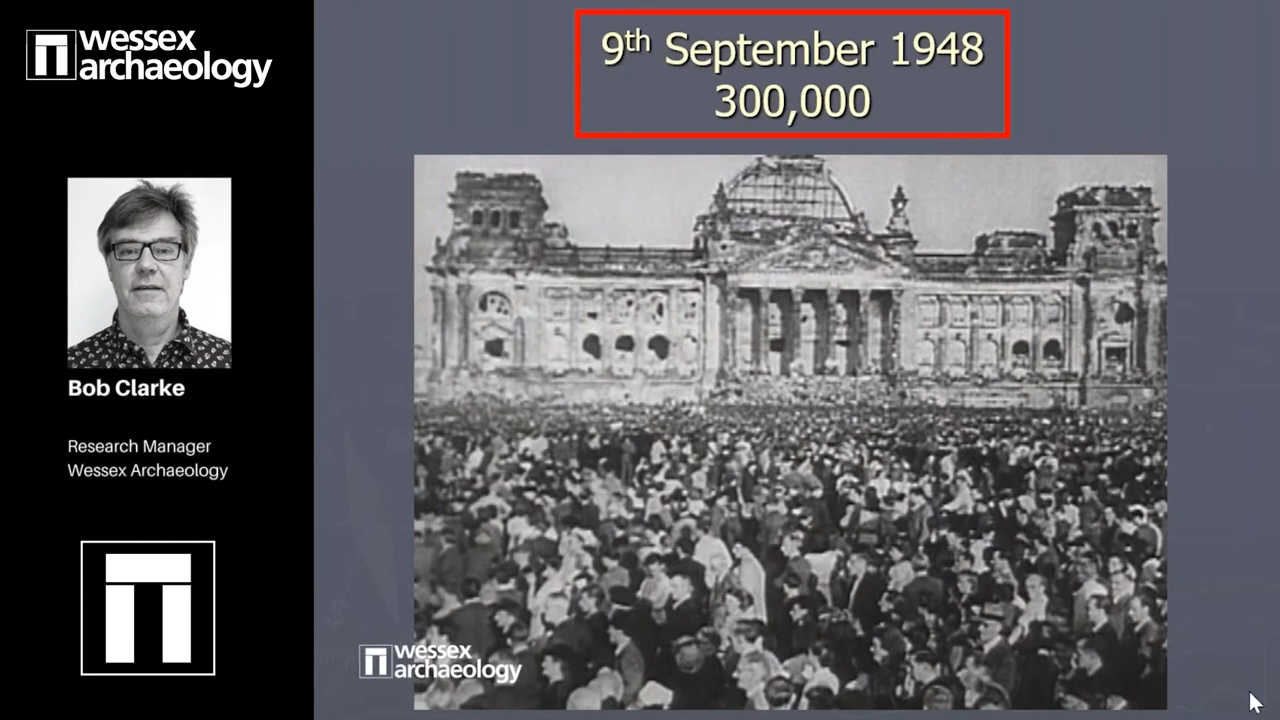 wessex
archaeology
Bob Clarke
Research Manager
Wessex Archaeology
9th September 1948
300,000
wessex
archaeology